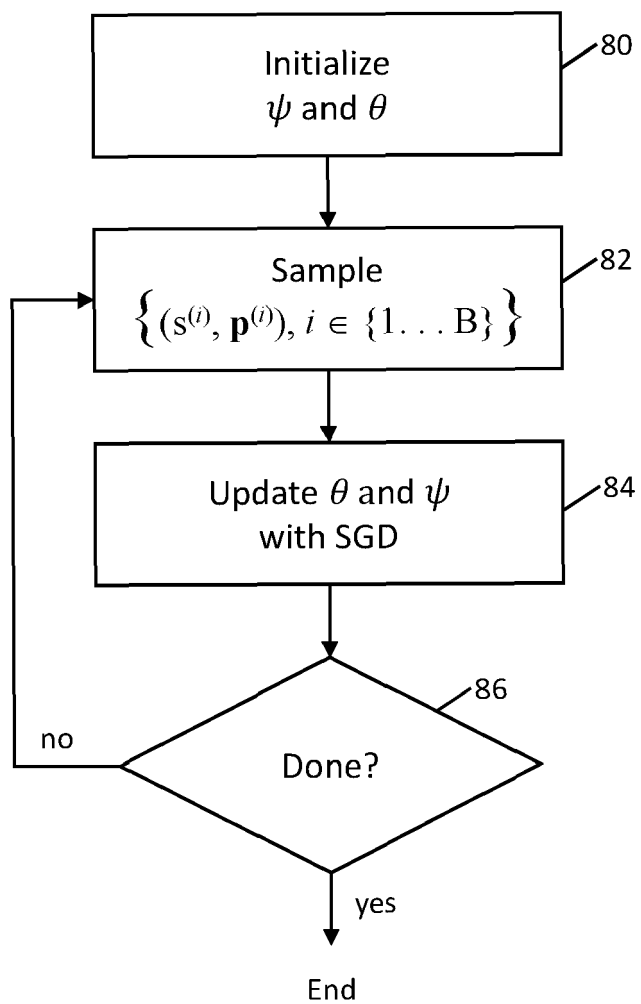 Initialize
ψ and θ
80
Sample
{(s⁽ⁱ⁾, p⁽ⁱ⁾), i ∈ {1. . . B}}
82
Update θ and ψ
with SGD
84
86
Done?
no
yes
End